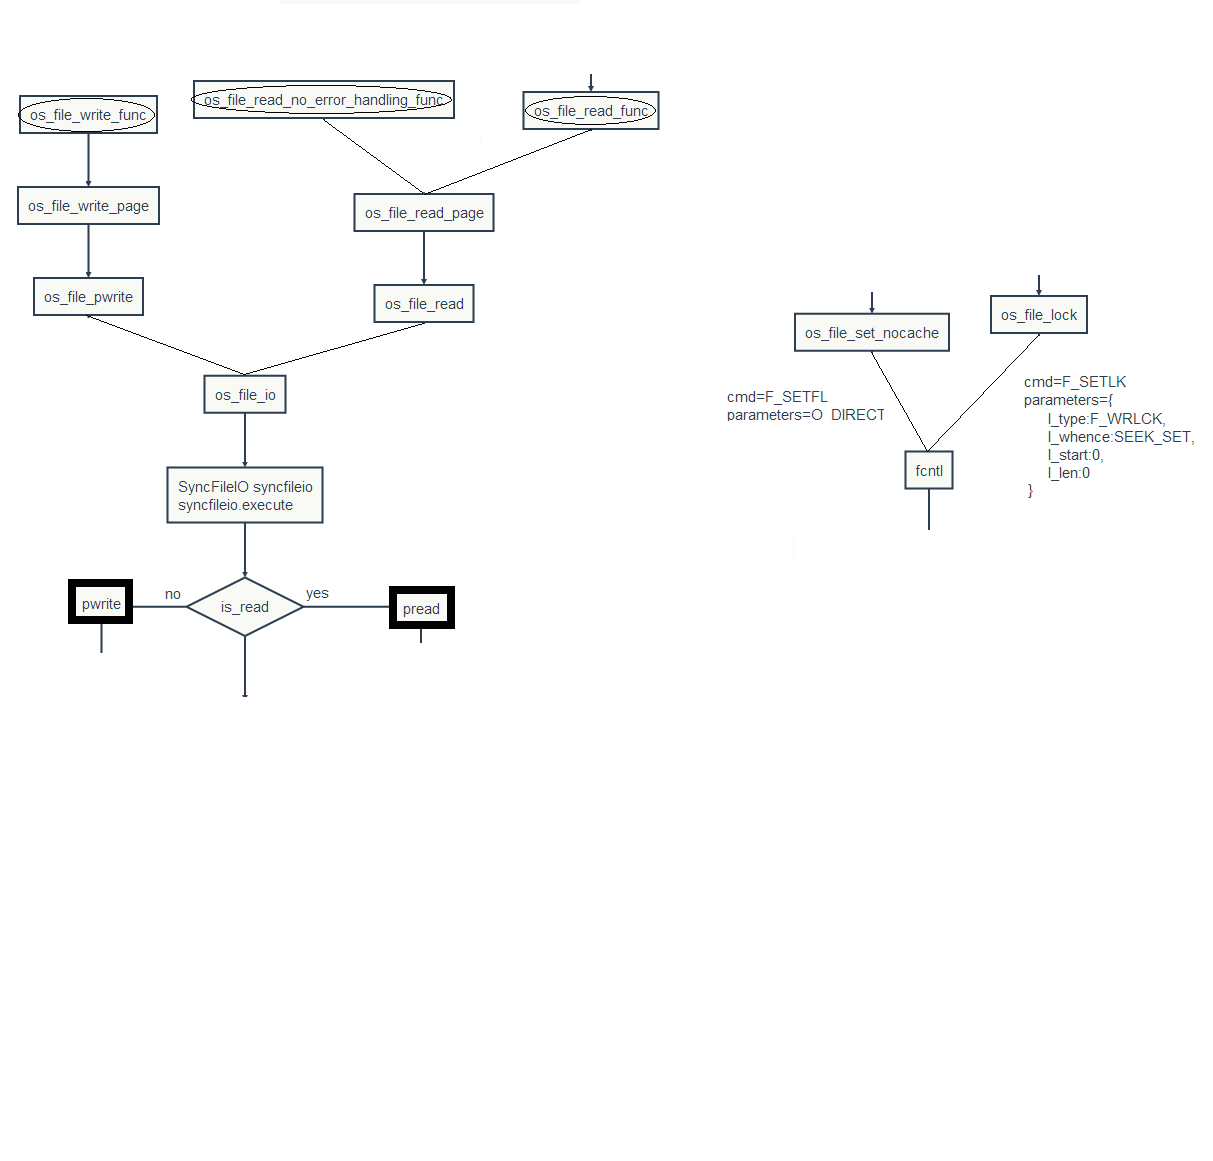 os_file_write_func
os_file_read_no_error_handling_func
os_file_read_func
os_file_write_page
os_file_read_page
os_file_pwrite
os_file_read
os_file_set_nocache
os_file_lock
os_file_io
cmd=F_SETFL
parameters=O_DIRECT
cmd=F_SETLK
parameters={
l_type:F_WRLCK,
l_whence:SEEK_SET,
l_start:0,
l_len:0
}
fcntl
SyncFileIO syncfileio
syncfileio.execute
pwrite
no
is_read
yes
pread